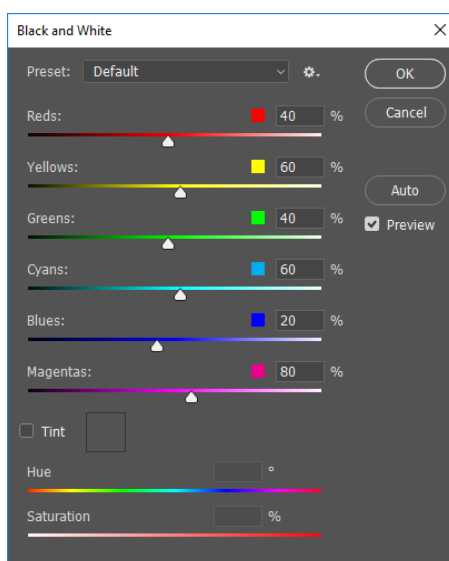 Black and White
Preset: Default
OK
Reds: 40 %
Cancel
Yellows: 60 %
Auto
Greens: 40 %
Preview
Cyans: 60 %
Blues: 20 %
Magentas: 80 %
Tint
Hue °
Saturation %